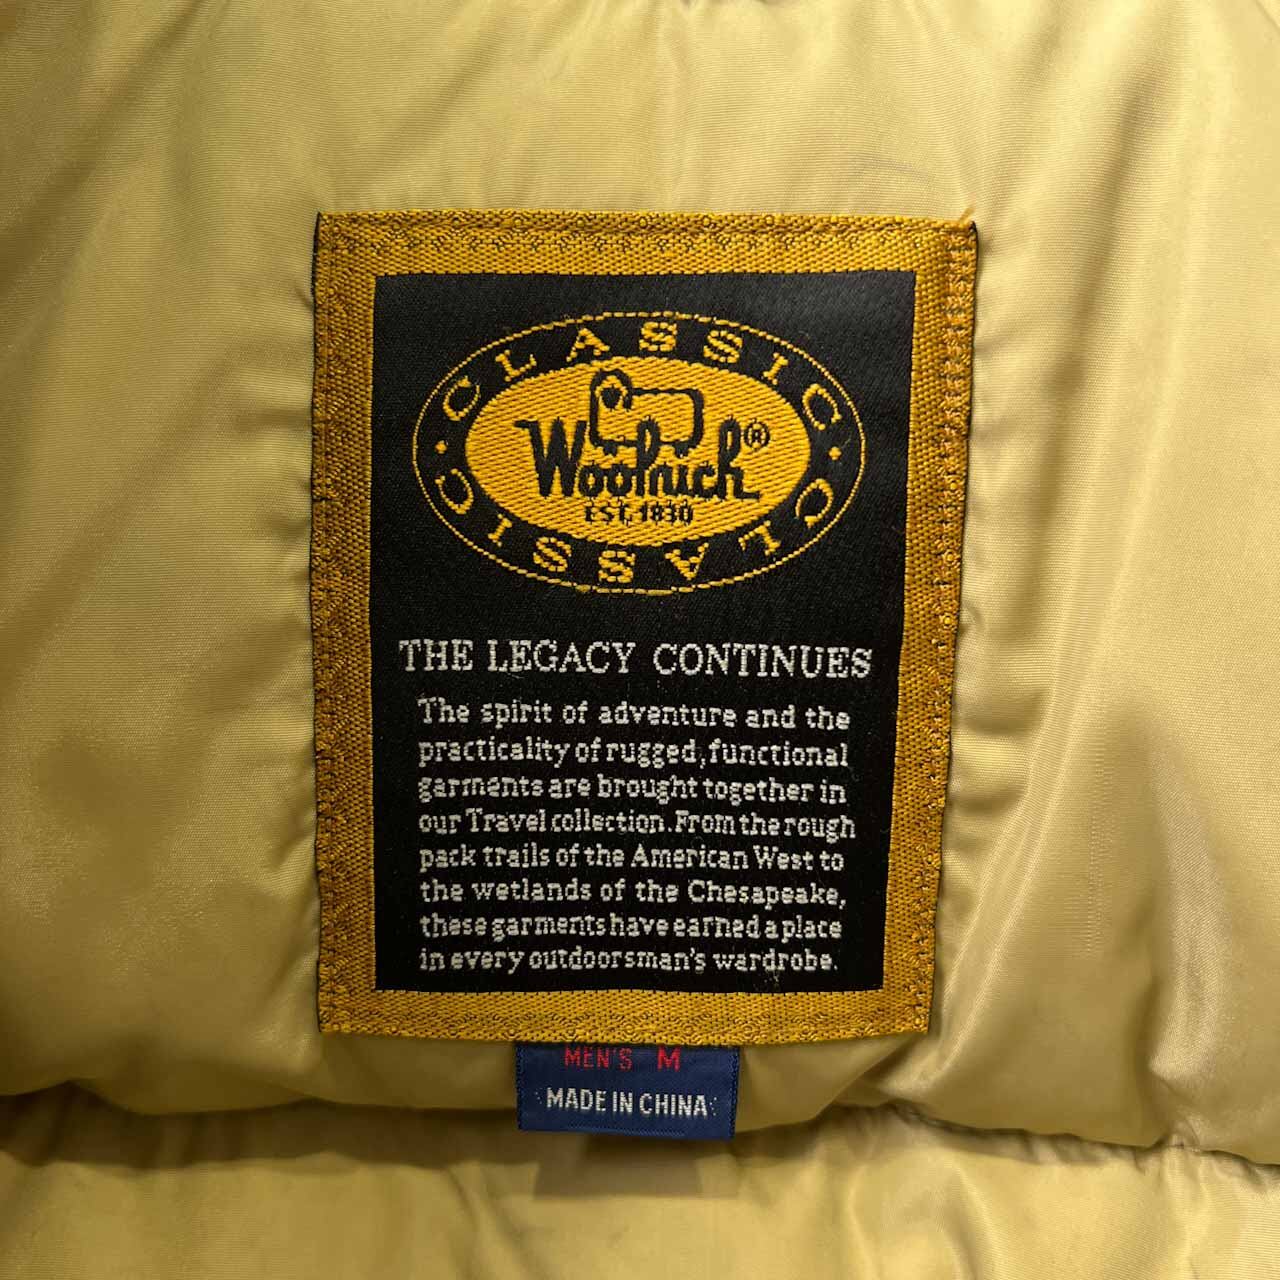 · CLASSIC ·
Woolrich®
EST. 1830
CLASSIC
THE LEGACY CONTINUES
The spirit of adventure and the
practicality of rugged, functional
garments are brought together in
our Travel collection. From the rough
pack trails of the American West to
the wetlands of the Chesapeake,
these garments have earned a place
in every outdoorsman's wardrobe.
MEN'S M
MADE IN CHINA